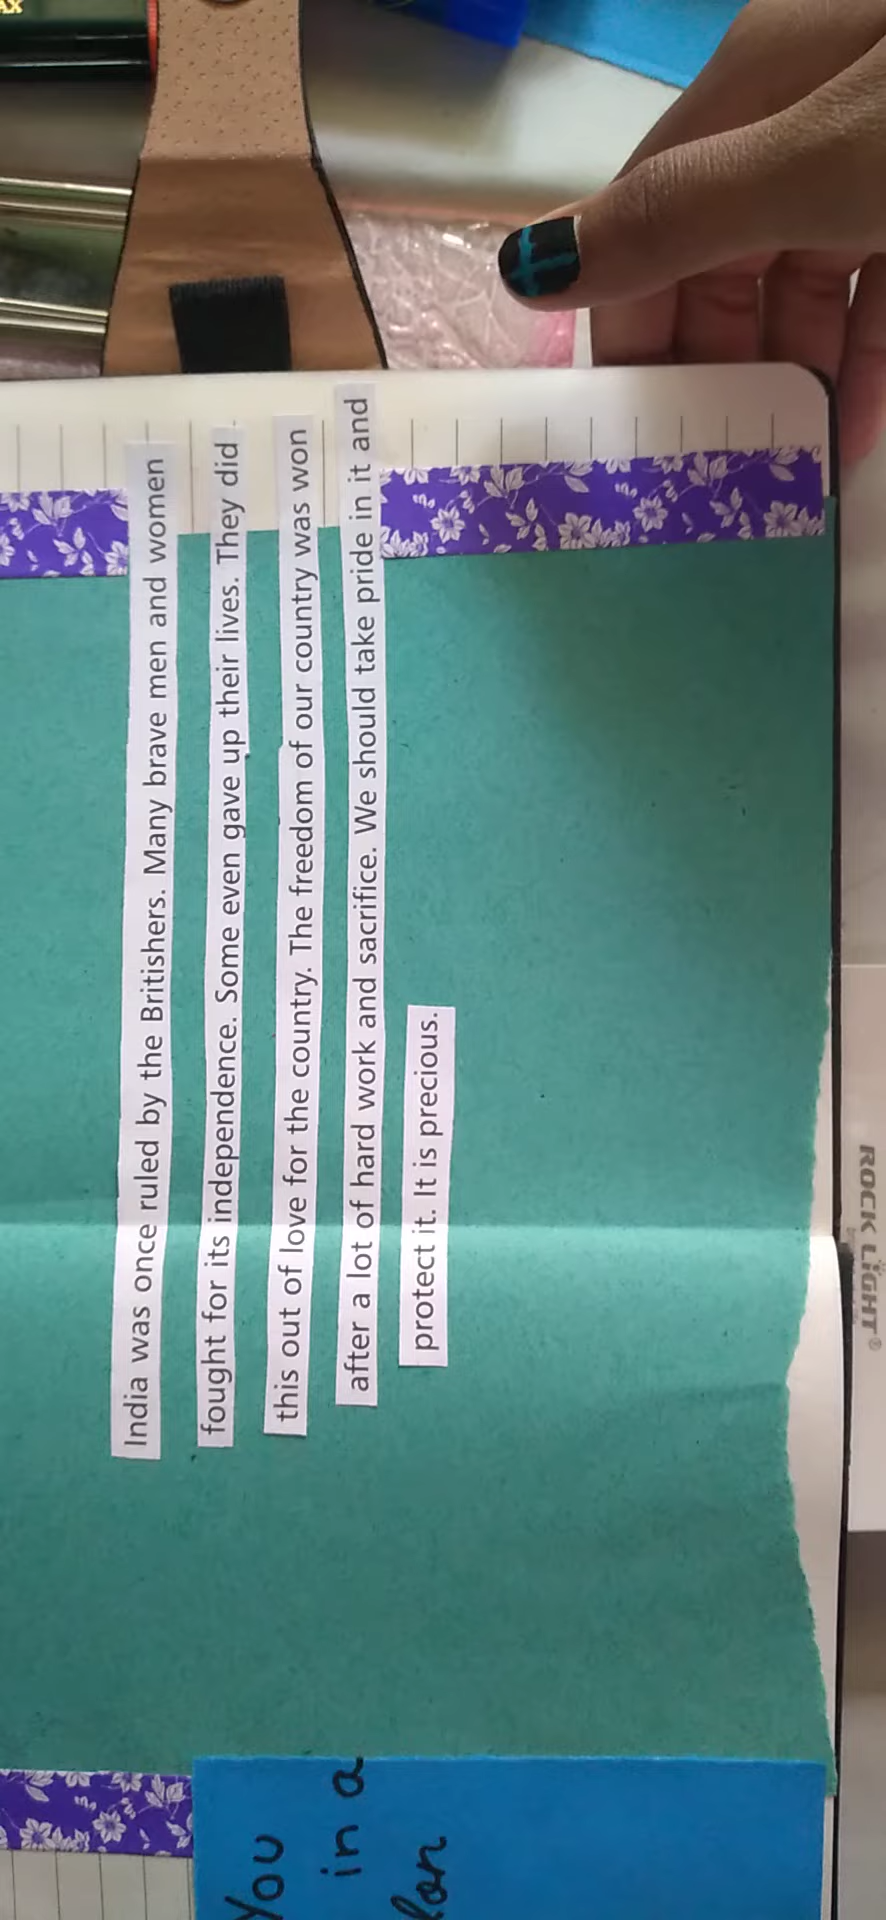 India was once ruled by the Britishers. Many brave men and women
fought for its independence. Some even gave up their lives. They did
this out of love for the country. The freedom of our country was won
after a lot of hard work and sacrifice. We should take pride in it and
protect it. It is precious.
You
in a
ROCK LIGHT®
AX